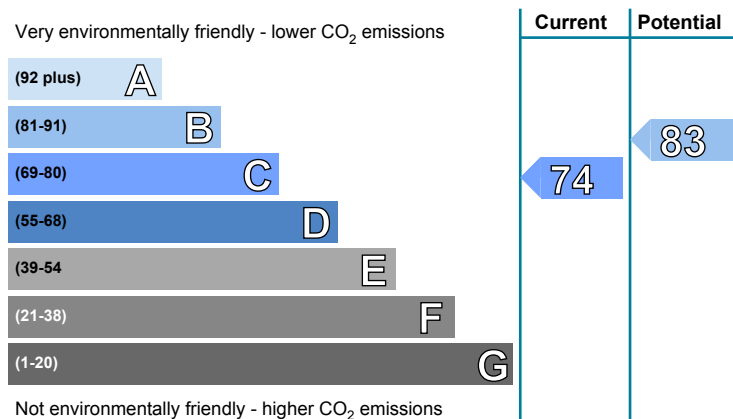 Current Potential
Very environmentally friendly - lower CO2 emissions
(92 plus) A
(81-91) B
83
(69-80) C
74
(55-68) D
(39-54 E
(21-38) F
(1-20) G
Not environmentally friendly - higher CO2 emissions